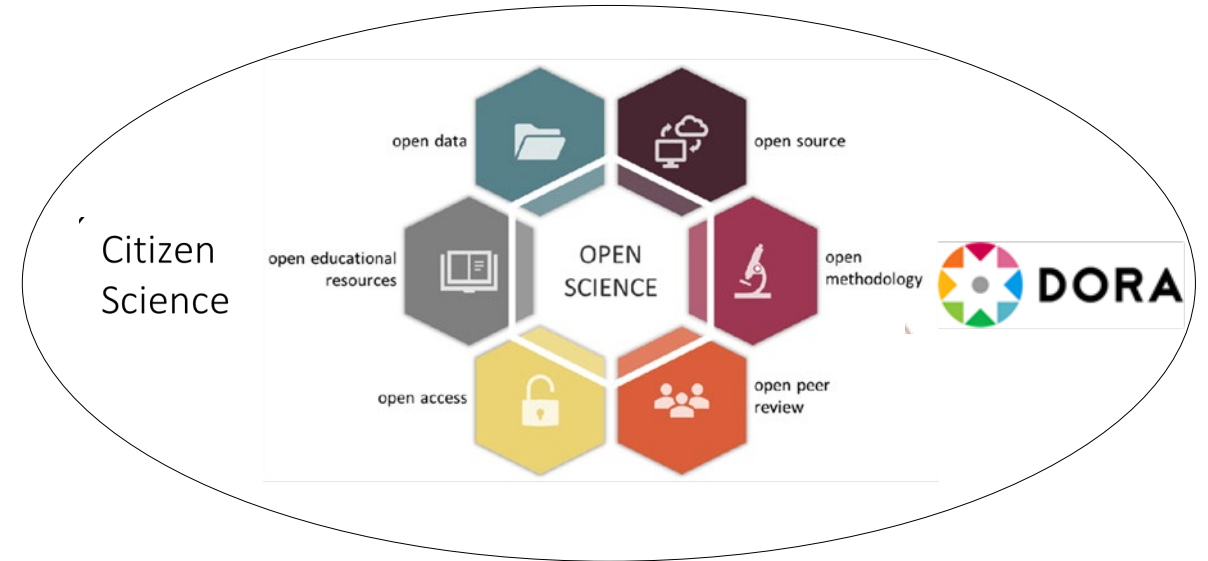 open data
open source
Citizen
Science
open educational
resources
OPEN
SCIENCE
open
methodology
DORA
open access
open peer
review